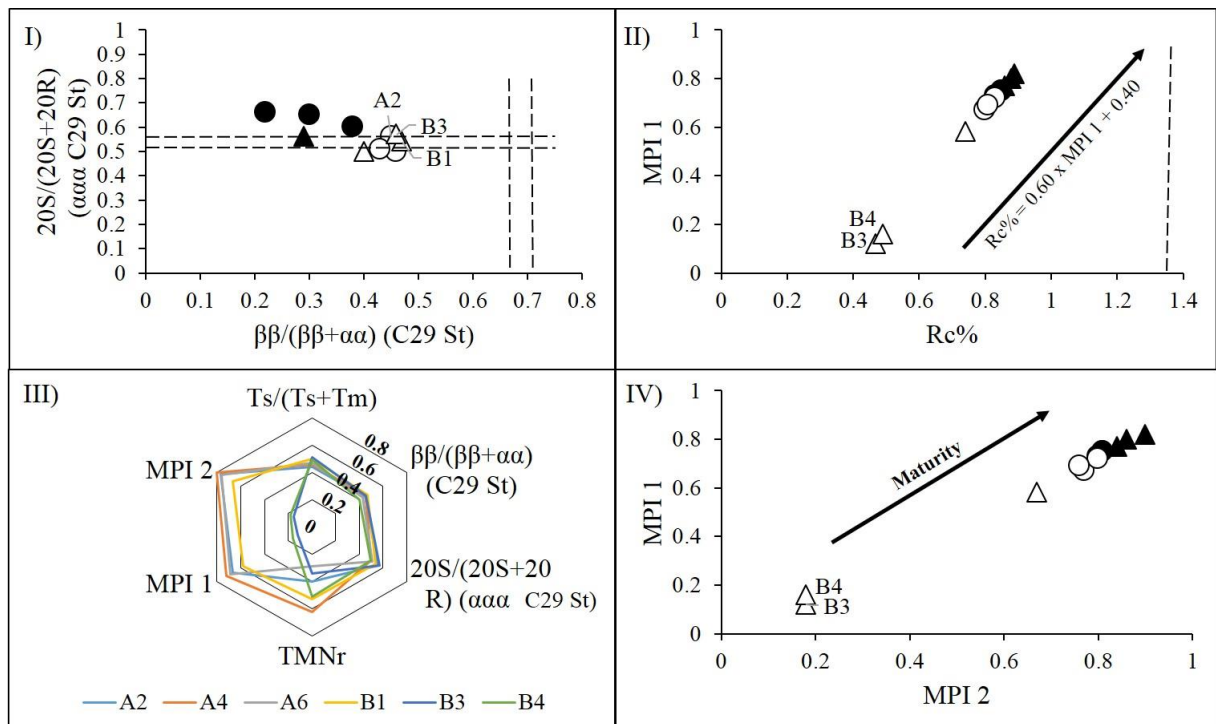 I)
1
0.9
0.8
0.7
0.6
0.5
0.4
0.3
0.2
0.1
0
20S/(20S+20R)
(ααα C29 St)
A2
B3
B1
0 0.1 0.2 0.3 0.4 0.5 0.6 0.7 0.8
ββ/(ββ+αα) (C29 St)
II)
1
0.8
0.6
0.4
0.2
0
MPI 1
B4
B3
Rc% = 0.60 x MPI 1 + 0.40
0 0.2 0.4 0.6 0.8 1 1.2 1.4
Rc%
III)
Ts/(Ts+Tm)
0.8
0.6
0.4
0.2
0
ββ/(ββ+αα)
(C29 St)
MPI 2
MPI 1
20S/(20S+20
R) (ααα C29 St)
TMNr
A2 A4 A6 B1 B3 B4
IV)
1
0.8
0.6
0.4
0.2
0
MPI 1
Maturity
B4
B3
0 0.2 0.4 0.6 0.8 1
MPI 2